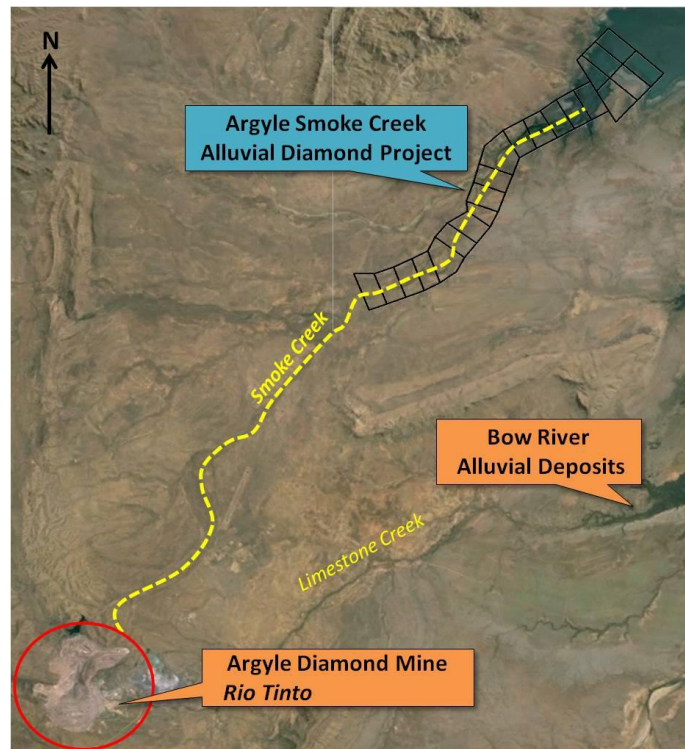 N
Argyle Smoke Creek
Alluvial Diamond Project
Smoke Creek
Bow River
Alluvial Deposits
Limestone Creek
Argyle Diamond Mine
Rio Tinto